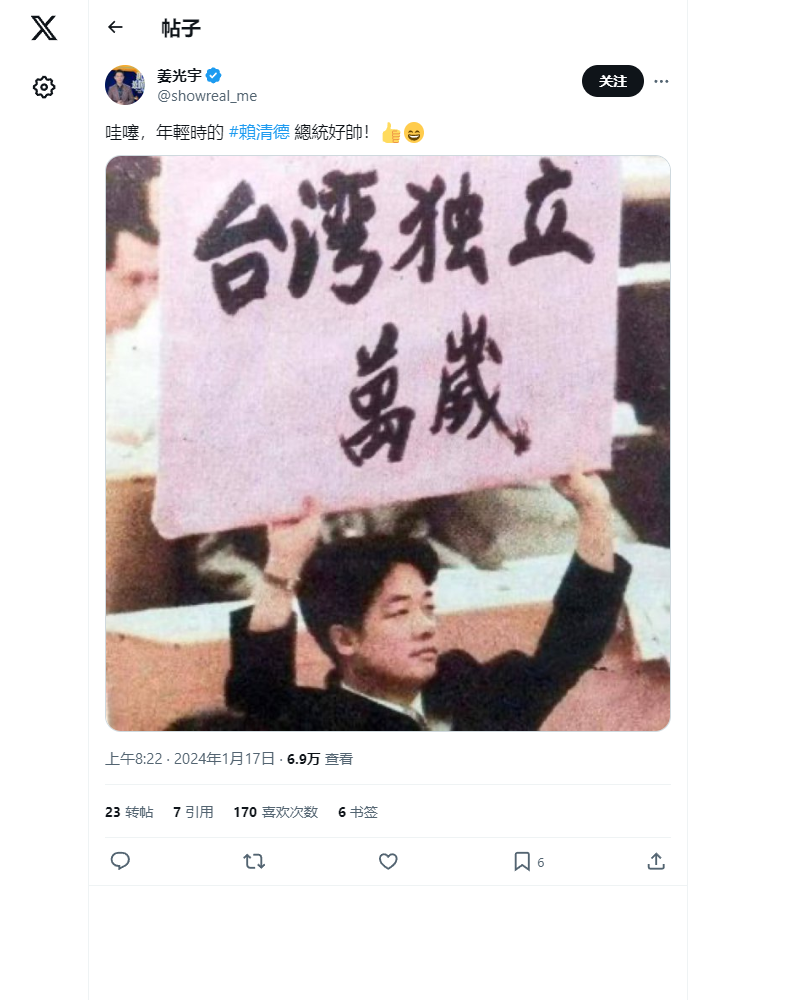 帖子
姜光宇
@showreal_me
关注
哇噻，年輕時的 #賴清德 總統好帥！👍😄
台湾独立
萬歲
上午8:22 · 2024年1月17日 · 6.9万 查看
23 转帖 7 引用 170 喜欢次数 6 书签
6